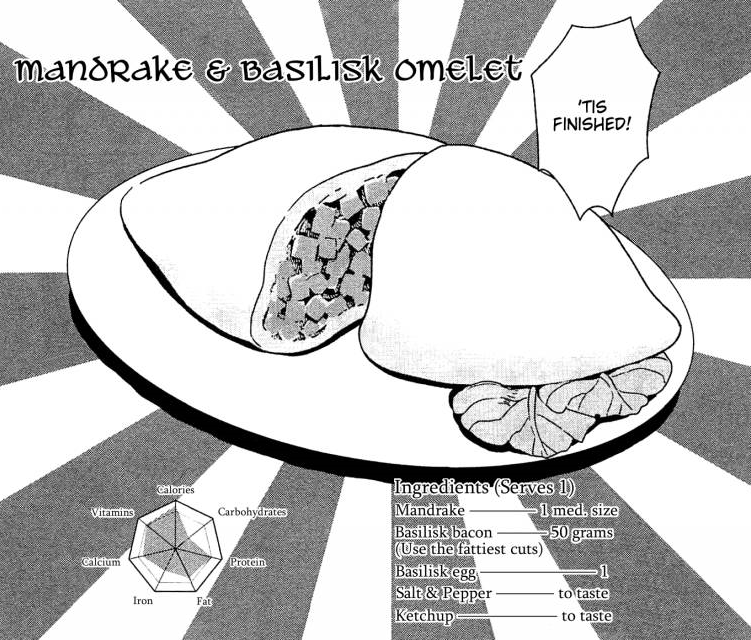 Mandrake & Basilisk Omelet
'TIS
FINISHED!
Calories
Vitamins
Carbohydrates
Calcium
Protein
Iron
Fat
Ingredients (Serves 1)
Mandrake 1 med. size
Basilisk bacon 50 grams
(Use the fattiest cuts)
Basilisk egg 1
Salt & Pepper to taste
Ketchup to taste